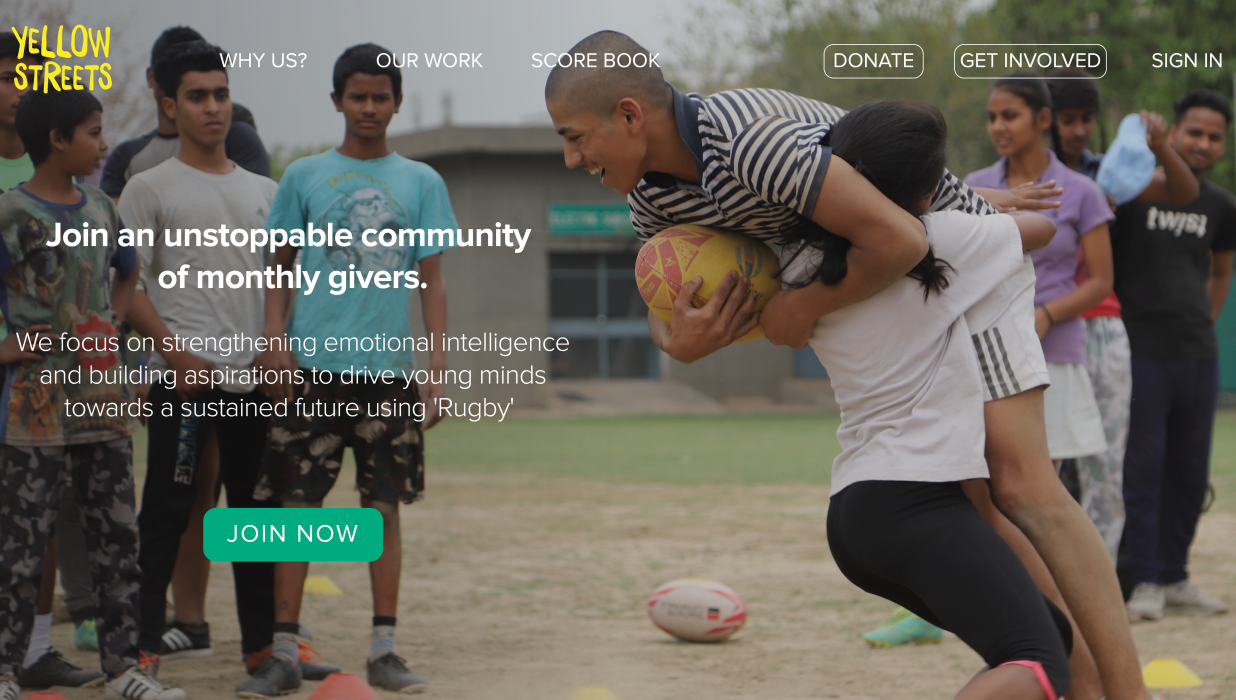 YELLOW
STREETS
WHY US?
OUR WORK
SCORE BOOK
DONATE
GET INVOLVED
SIGN IN
Join an unstoppable community
of monthly givers.
We focus on strengthening emotional intelligence
and building aspirations to drive young minds
towards a sustained future using 'Rugby'
JOIN NOW